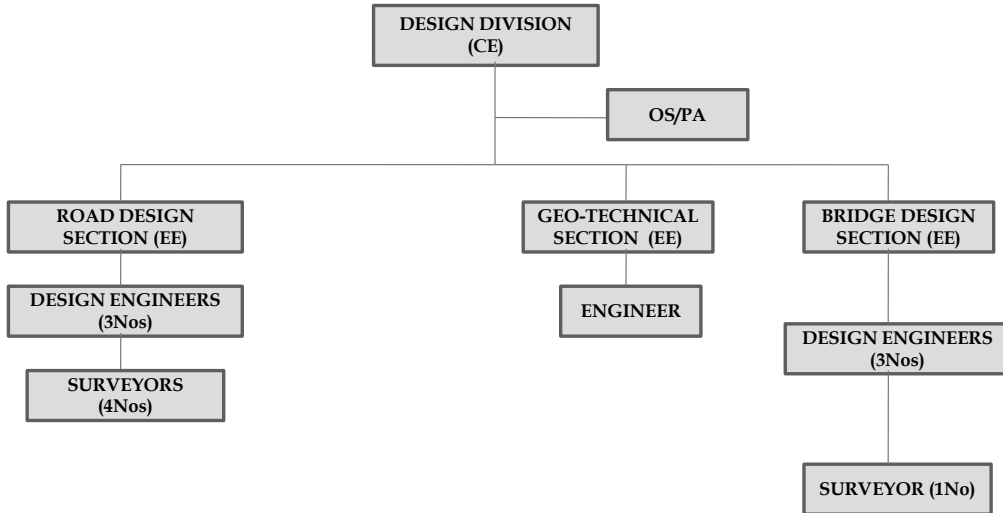 DESIGN DIVISION
(CE)
OS/PA
ROAD DESIGN
SECTION (EE)
GEO-TECHNICAL
SECTION (EE)
BRIDGE DESIGN
SECTION (EE)
DESIGN ENGINEERS
(3Nos)
ENGINEER
DESIGN ENGINEERS
(3Nos)
SURVEYORS
(4Nos)
SURVEYOR (1No)